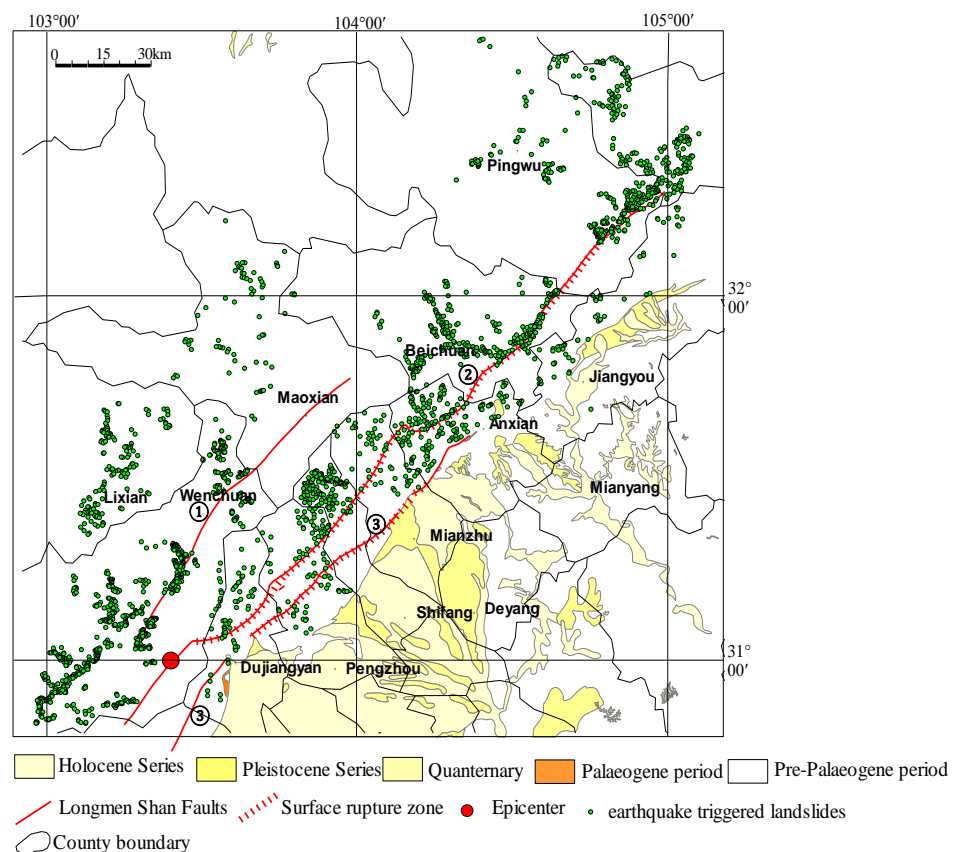 103°00′ 104°00′ 105°00′
0 15 30km
Pingwu
32°
00′
Beichuan
②
Jiangyou
Maoxian
Anxian
Lixian
Wenchuan
Mianyang
①
③
Mianzhu
Shifang
Deyang
31°
00′
Dujiangyan
Pengzhou
③
Holocene Series Pleistocene Series Quanternary Palaeogene period Pre-Palaeogene period
Longmen Shan Faults Surface rupture zone Epicenter earthquake triggered landslides
County boundary